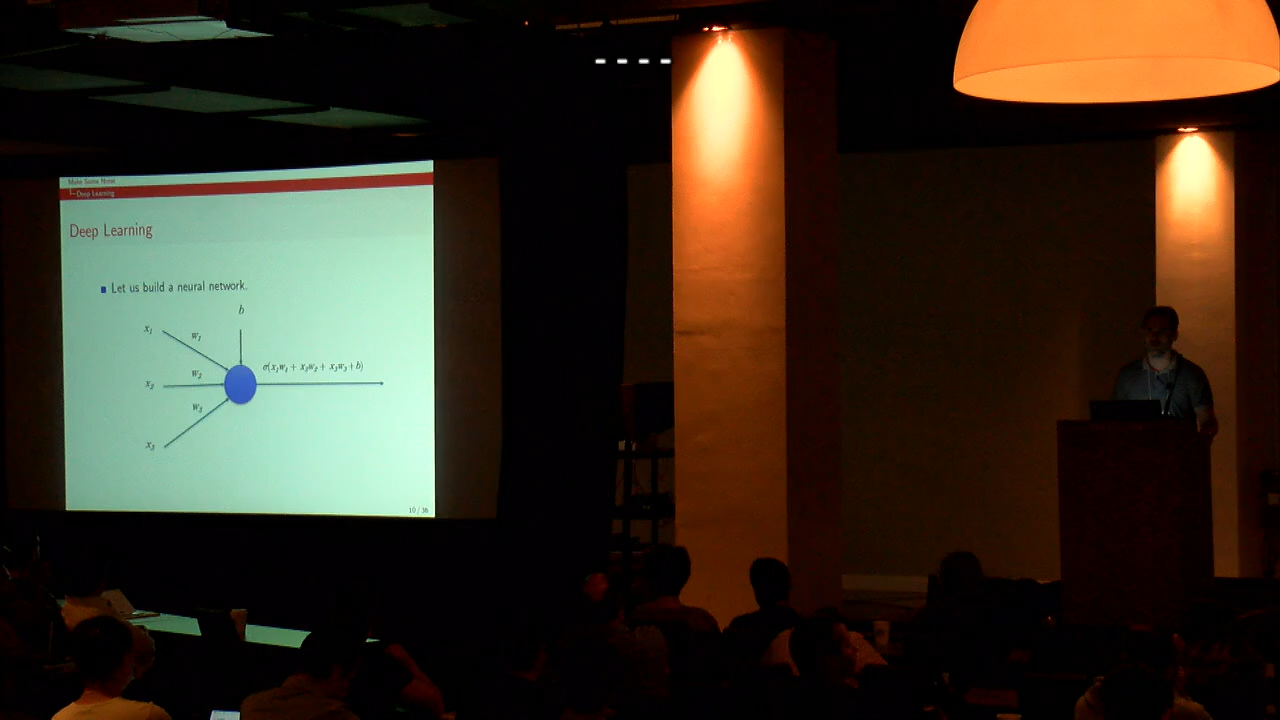 Make Some Noise
Deep Learning
Deep Learning
Let us build a neural network.
b
x₁
w₁
σ(x₁w₁ + x₂w₂ + x₃w₃ + b)
w₂
x₂
w₃
x₃
10 / 36